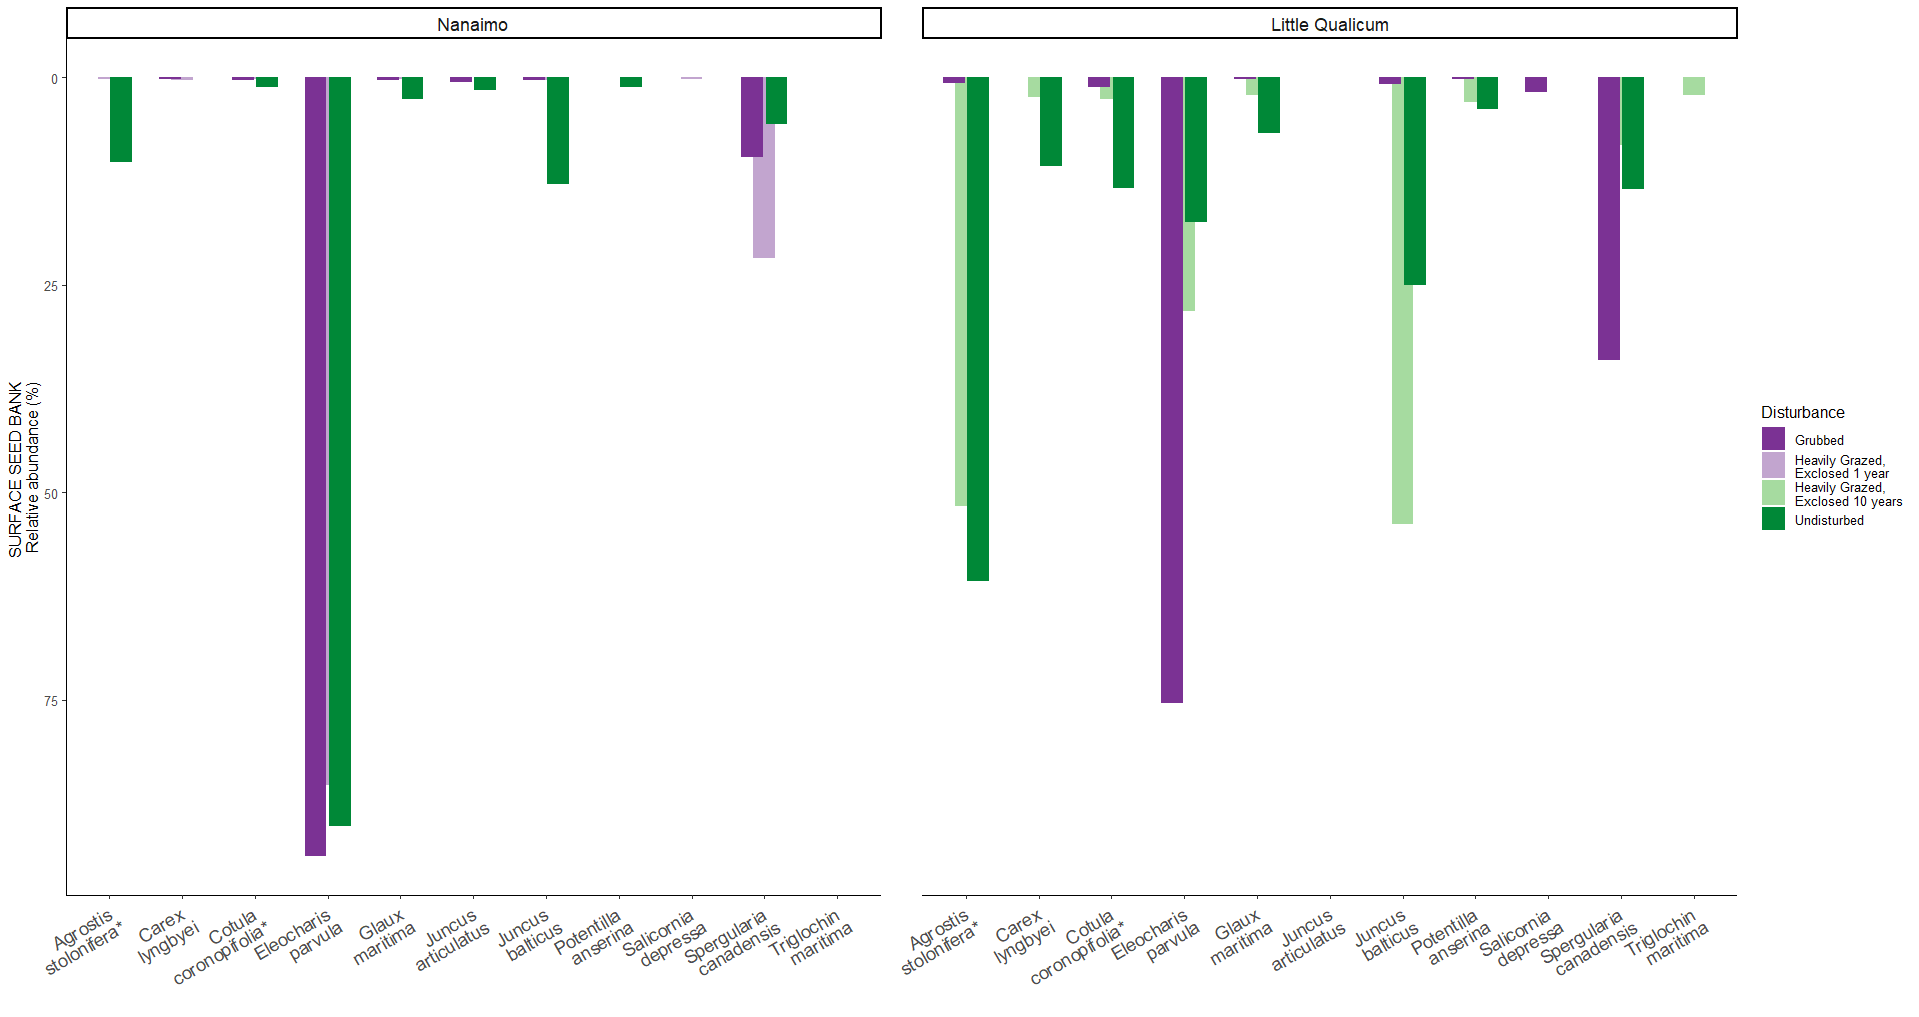 Nanaimo
Little Qualicum
0
25
50
75
SURFACE SEED BANK
Relative abundance (%)
Agrostis
stolonifera*
Carex
lyngbyei
Cotula
coronopifolia*
Eleocharis
parvula
Glaux
maritima
Juncus
articulatus
Juncus
balticus
Potentilla
anserina
Salicornia
depressa
Spergularia
canadensis
Triglochin
maritima
Agrostis
stolonifera*
Carex
lyngbyei
Cotula
coronopifolia*
Eleocharis
parvula
Glaux
maritima
Juncus
articulatus
Juncus
balticus
Potentilla
anserina
Salicornia
depressa
Spergularia
canadensis
Triglochin
maritima
Disturbance
Grubbed
Heavily Grazed,
Exclosed 1 year
Heavily Grazed,
Exclosed 10 years
Undisturbed